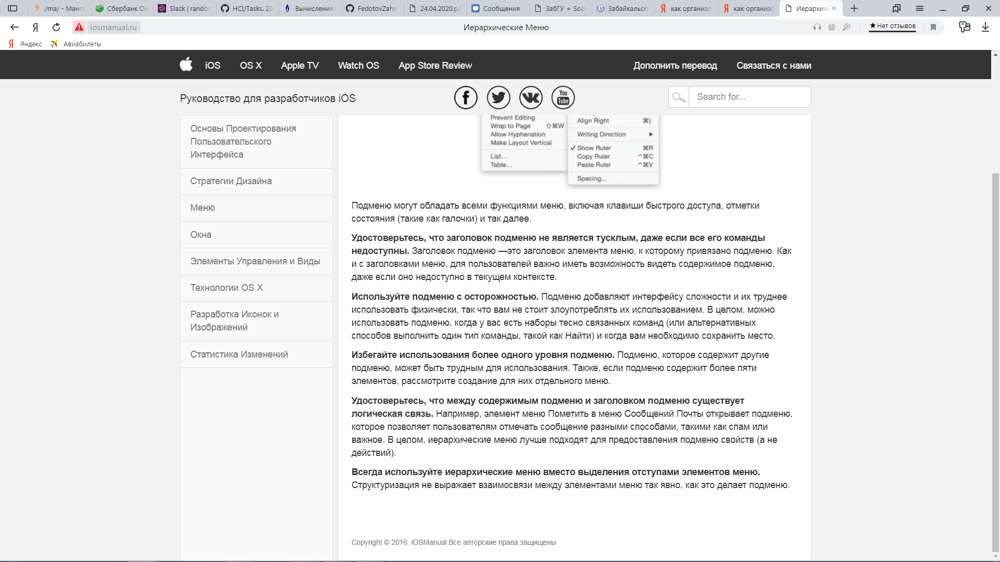 /ma/ - Манга
Сбербанк Он
Slack | random
HCI/Tasks. 20
Вычисления
FedotovZaha
24.04.2020.pd
Сообщения
ЗабГУ ⭐ Soci
Забайкальск
как организо
как организо
Иерархиче
iosmanual.ru
Иерархические Меню
★Нет отзывов
Яндекс
Авиабилеты
iOS
OS X
Apple TV
Watch OS
App Store Review
Дополнить перевод
Связаться с нами
Руководство для разработчиков iOS
You
Tube
Search for...
Основы Проектирования
Пользовательского
Интерфейса
Стратегии Дизайна
Меню
Окна
Элементы Управления и Виды
Технологии OS X
Разработка Иконок и
Изображений
Статистика Изменений
Prevent Editing
Wrap to Page ⇧⌘W
Allow Hyphenation
Make Layout Vertical
List...
Table...
Align Right ⌘}
Writing Direction ▶
✓ Show Ruler ⌘R
Copy Ruler ^⌘C
Paste Ruler ^⌘V
Spacing...
Подменю могут обладать всеми функциями меню, включая клавиши быстрого доступа, отметки
состояния (такие как галочки) и так далее.
Удостоверьтесь, что заголовок подменю не является тусклым, даже если все его команды
недоступны. Заголовок подменю —это заголовок элемента меню, к которому привязано подменю. Как
и с заголовками меню, для пользователей важно иметь возможность видеть содержимое подменю,
даже если оно недоступно в текущем контексте.
Используйте подменю с осторожностью. Подменю добавляют интерфейсу сложности и их труднее
использовать физически, так что вам не стоит злоупотреблять их использованием. В целом, можно
использовать подменю, когда у вас есть наборы тесно связанных команд (или альтернативных
способов выполнить один тип команды, такой как Найти) и когда вам необходимо сохранить место.
Избегайте использования более одного уровня подменю. Подменю, которое содержит другие
подменю, может быть трудным для использования. Также, если подменю содержит более пяти
элементов, рассмотрите создание для них отдельного меню.
Удостоверьтесь, что между содержимым подменю и заголовком подменю существует
логическая связь. Например, элемент меню Пометить в меню Сообщений Почты открывает подменю,
которое позволяет пользователям отмечать сообщение разными способами, такими как спам или
важное. В целом, иерархические меню лучше подходят для предоставления подменю свойств (а не
действий).
Всегда используйте иерархические меню вместо выделения отступами элементов меню.
Структуризация не выражает взаимосвязи между элементами меню так явно, как это делает подменю.
Copyright © 2016. iOSManual Все авторские права защищены